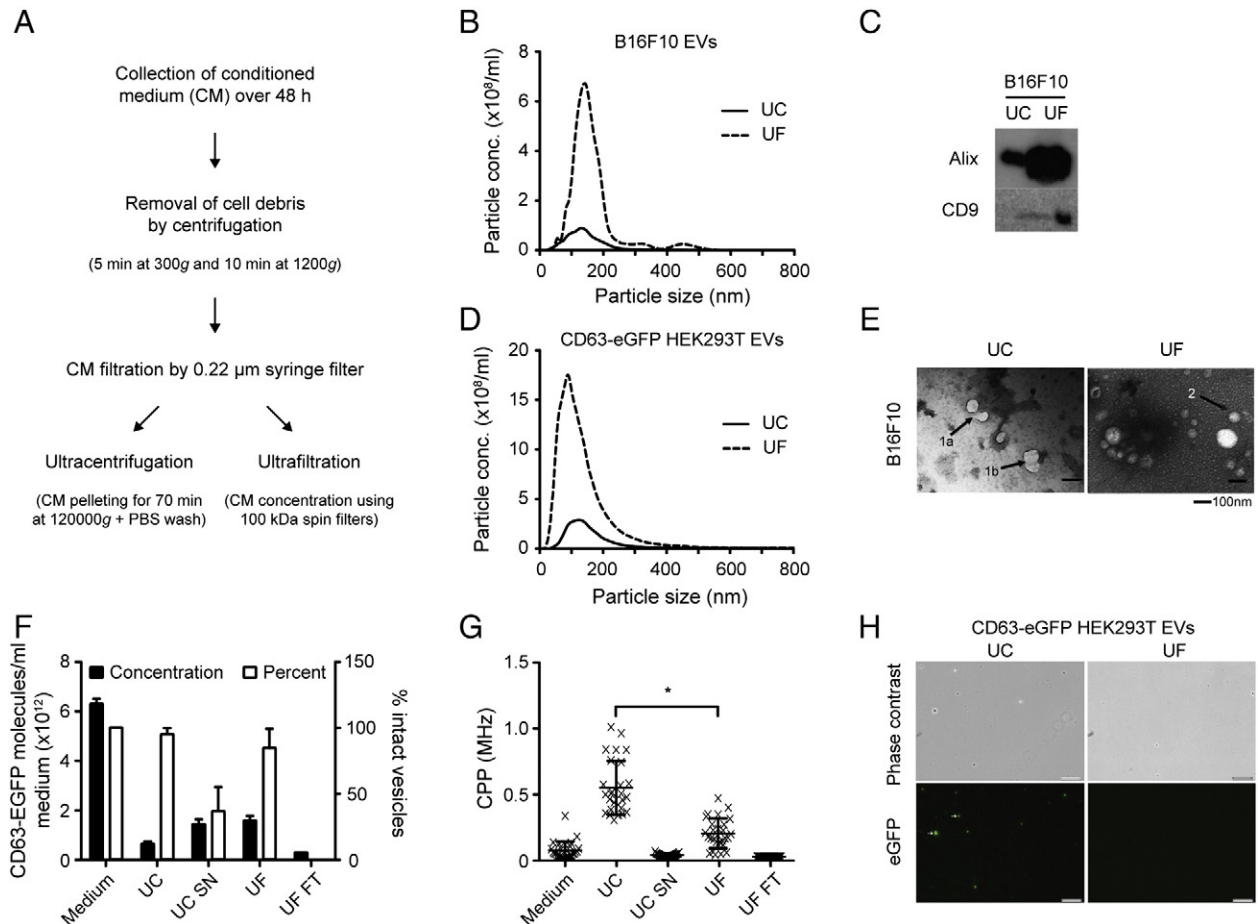 A
Collection of conditioned
medium (CM) over 48 h
Removal of cell debris
by centrifugation
(5 min at 300g and 10 min at 1200g)
CM filtration by 0.22 µm syringe filter
Ultracentrifugation
(CM pelleting for 70 min
at 120000g + PBS wash)
Ultrafiltration
(CM concentration using
100 kDa spin filters)
B
B16F10 EVs
Particle conc. (x10⁸/ml)
8
6
4
2
0
UC
UF
0 200 400 600 800
Particle size (nm)
C
B16F10
UC UF
Alix
CD9
D
CD63-eGFP HEK293T EVs
Particle conc. (x10⁸/ml)
20
15
10
5
0
UC
UF
0 200 400 600 800
Particle size (nm)
E
UC UF
B16F10
1a
1b
2
100nm
F
CD63-EGFP molecules/ml
medium (x10¹²)
8
6
4
2
0
Concentration Percent
150
100
50
0
% intact vesicles
Medium UC UC SN UF UF FT
G
CPP (MHz)
1.5
1.0
0.5
0
*
Medium UC UC SN UF UF FT
H
CD63-eGFP HEK293T EVs
UC UF
Phase contrast
eGFP